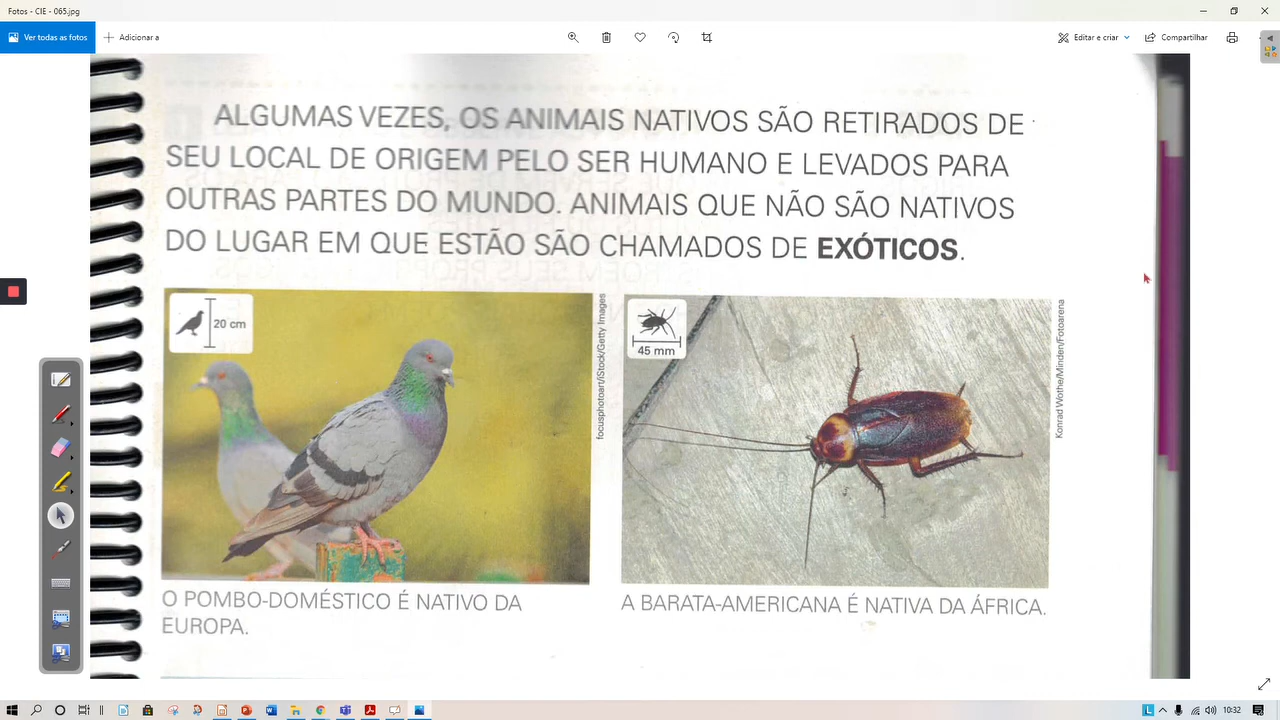 Fotos - CIE - 065.jpg
Ver todas as fotos
Adicionar a
Editar e criar
Compartilhar
ALGUMAS VEZES, OS ANIMAIS NATIVOS SÃO RETIRADOS DE
SEU LOCAL DE ORIGEM PELO SER HUMANO E LEVADOS PARA
OUTRAS PARTES DO MUNDO. ANIMAIS QUE NÃO SÃO NATIVOS
DO LUGAR EM QUE ESTÃO SÃO CHAMADOS DE EXÓTICOS.
20 cm
focusphotoart/iStock/Getty Images
45 mm
Konrad Wothe/Minden/Fotoarena
O POMBO-DOMÉSTICO É NATIVO DA
EUROPA.
A BARATA-AMERICANA É NATIVA DA ÁFRICA.
10:32